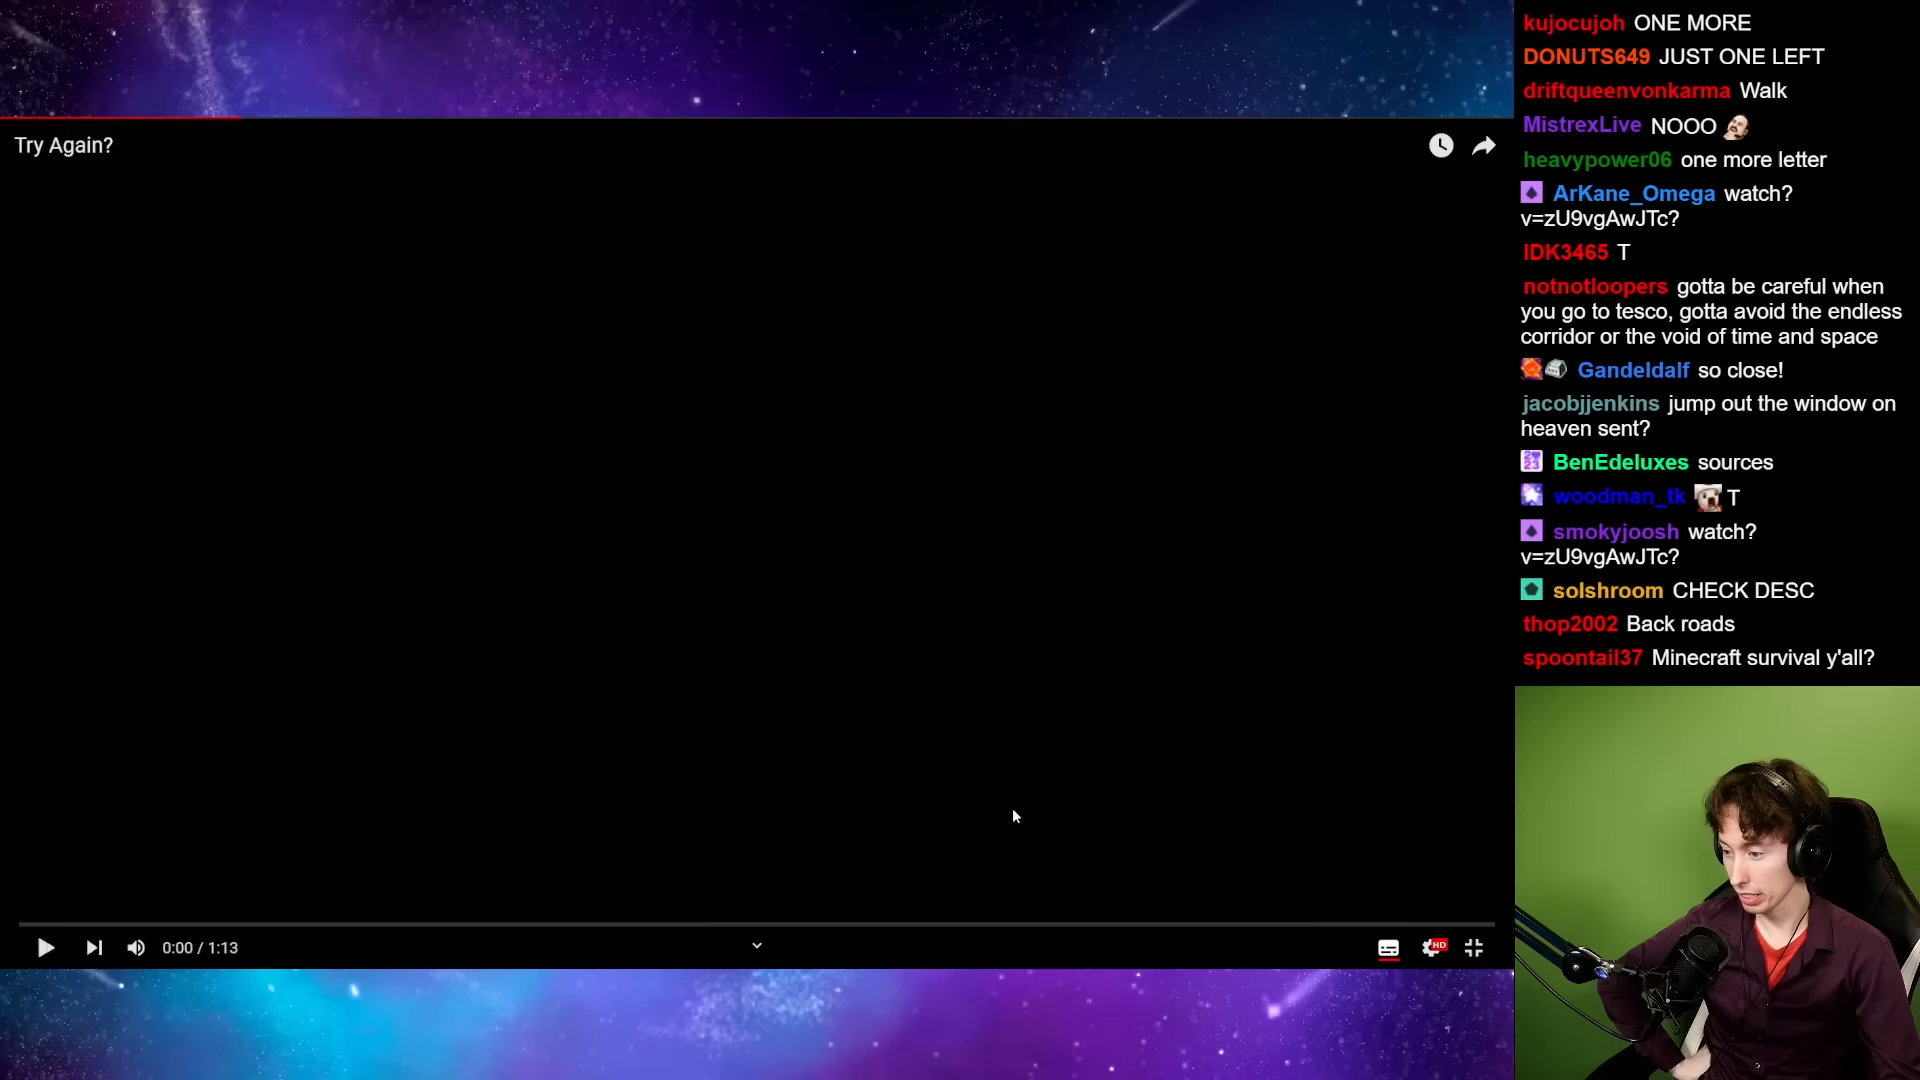 Try Again?
0:00 / 1:13
HD
kujocujoh ONE MORE
DONUTS649 JUST ONE LEFT
driftqueenvonkarma Walk
MistrexLive NOOO
heavypower06 one more letter
ArKane_Omega watch?
v=zU9vgAwJTc?
IDK3465 T
notnotloopers gotta be careful when
you go to tesco, gotta avoid the endless
corridor or the void of time and space
Gandeldalf so close!
jacobjjenkins jump out the window on
heaven sent?
2 23
BenEdeluxes sources
woodman_tk T
smokyjoosh watch?
v=zU9vgAwJTc?
solshroom CHECK DESC
thop2002 Back roads
spoontail37 Minecraft survival y'all?